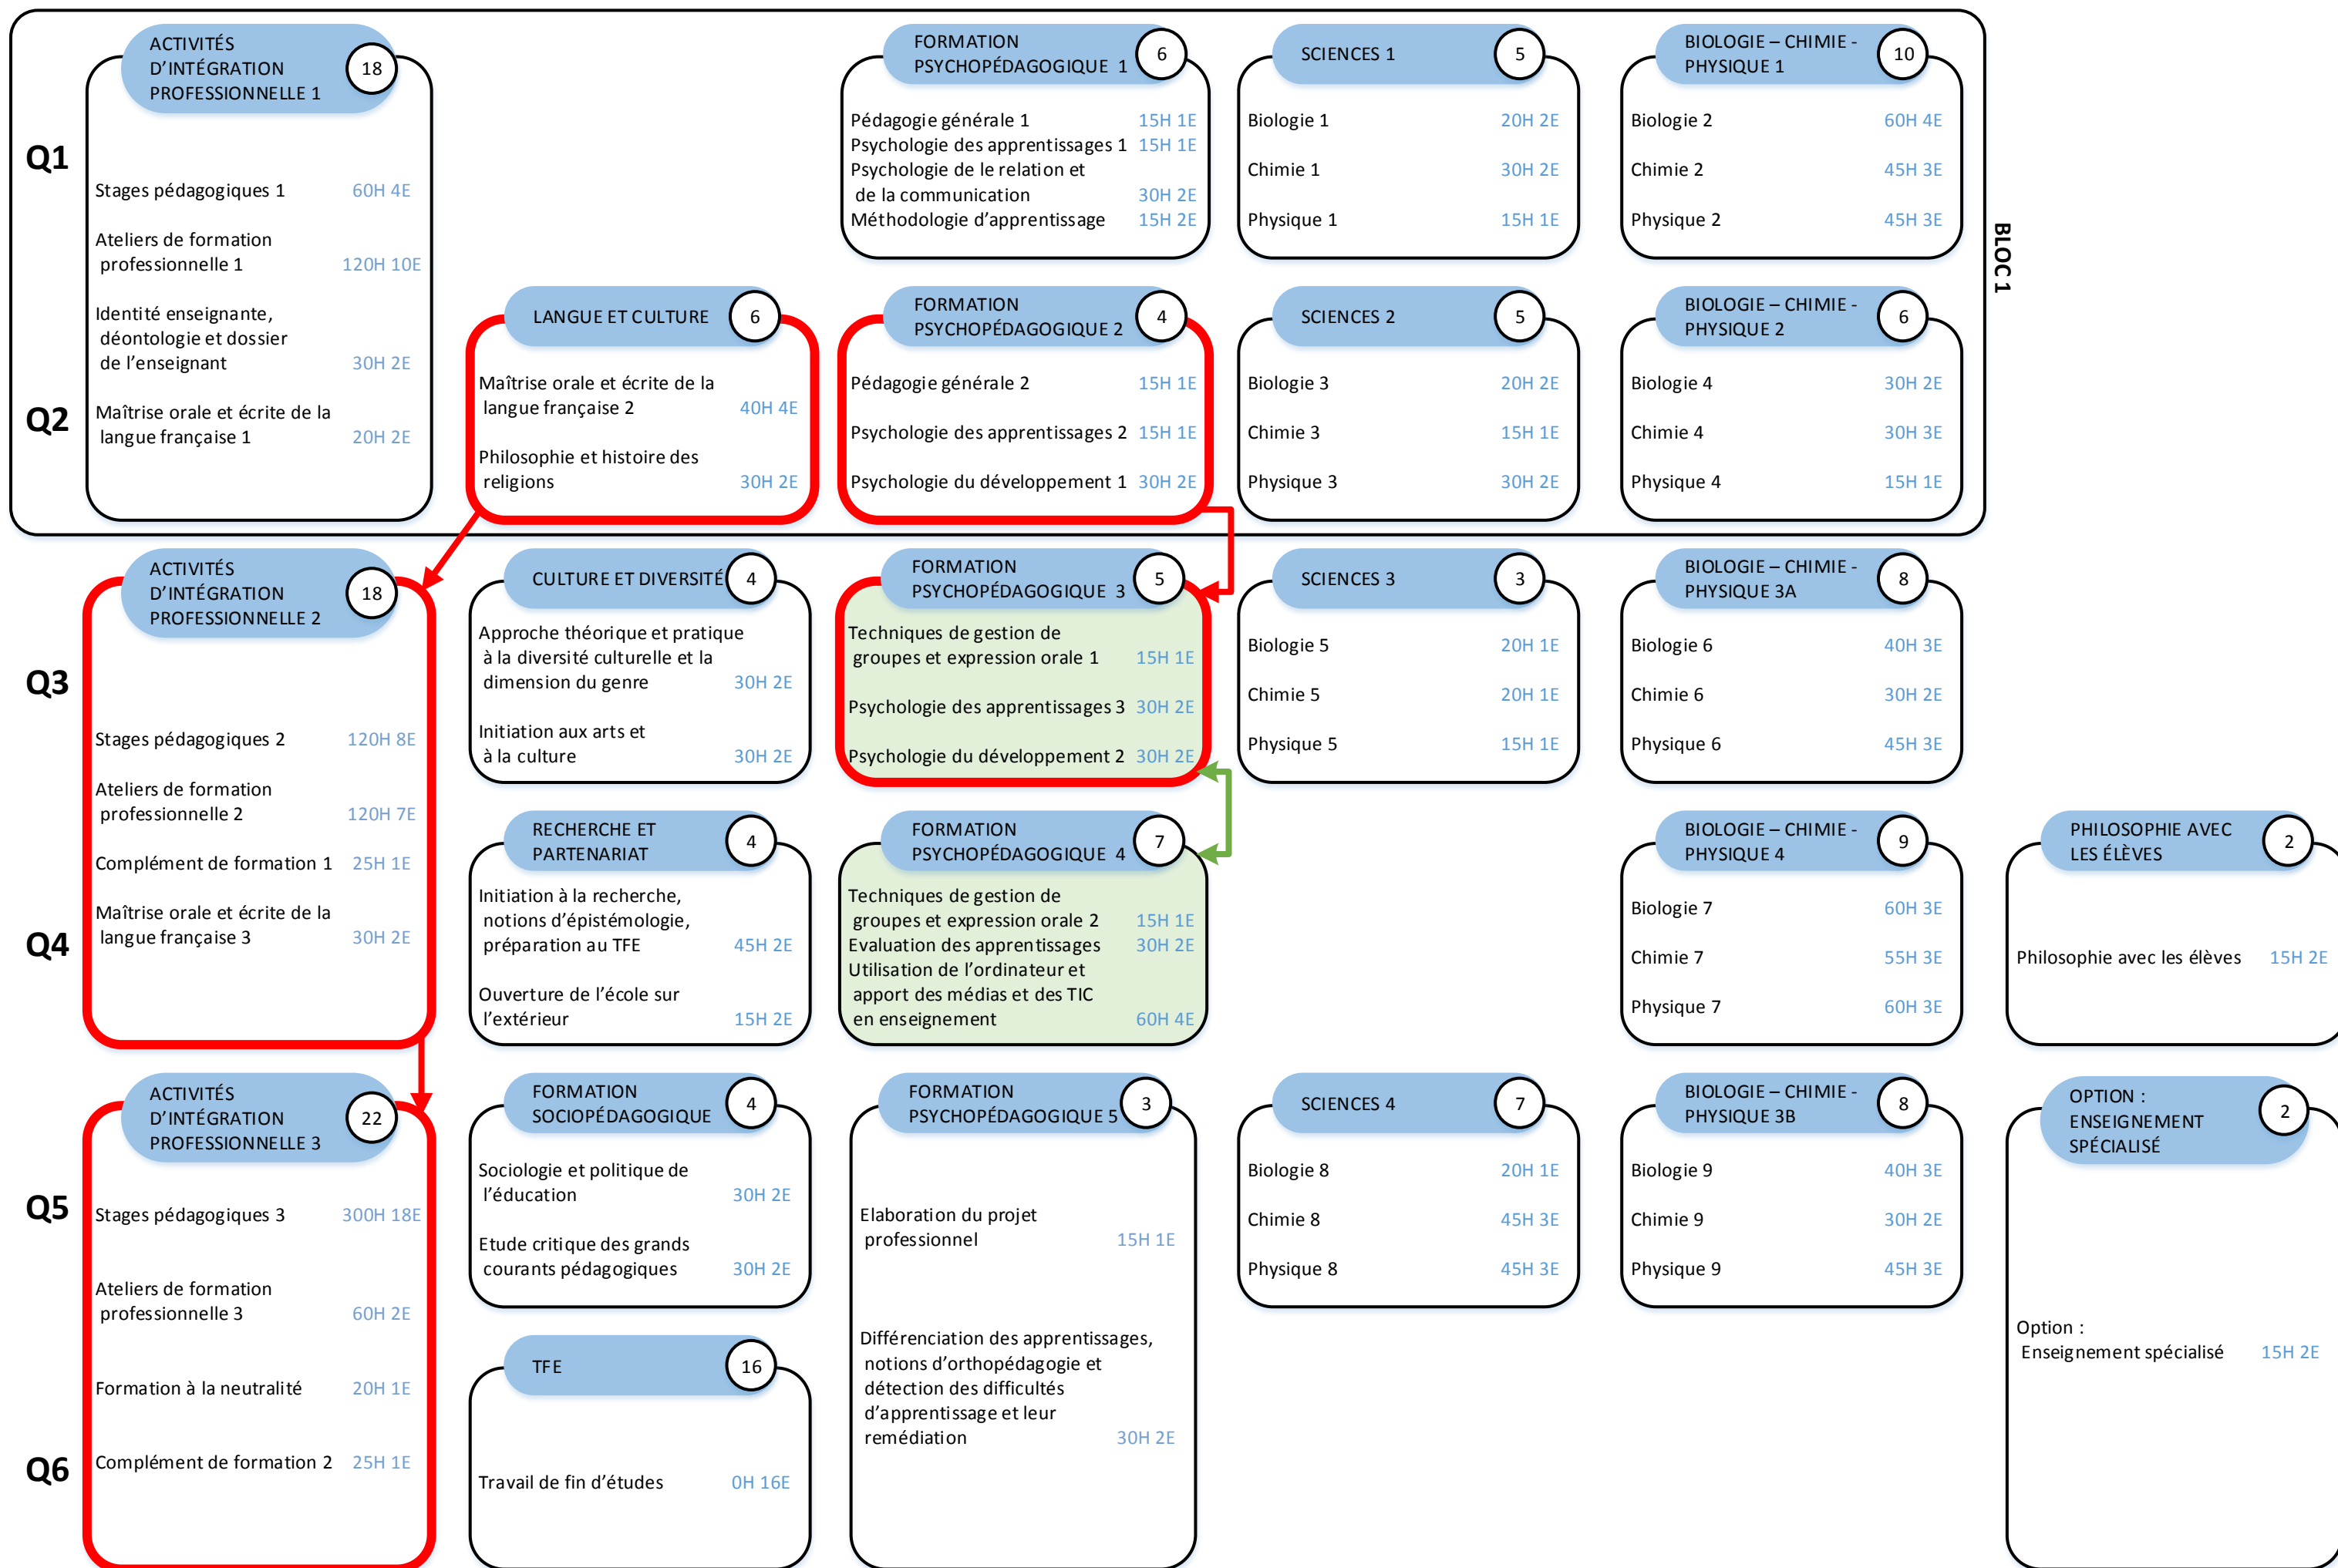 ACTIVITÉS
D'INTÉGRATION
PROFESSIONNELLE 1
18
Stages pédagogiques 1 60H 4E
Ateliers de formation
professionnelle 1 120H 10E
Identité enseignante,
déontologie et dossier
de l'enseignant 30H 2E
Maîtrise orale et écrite de la
langue française 1 20H 2E
Q1
Q2
FORMATION
PSYCHOPÉDAGOGIQUE 1
6
Pédagogie générale 1 15H 1E
Psychologie des apprentissages 1 15H 1E
Psychologie de le relation et
de la communication 30H 2E
Méthodologie d'apprentissage 15H 2E
SCIENCES 1
5
Biologie 1 20H 2E
Chimie 1 30H 2E
Physique 1 15H 1E
BIOLOGIE – CHIMIE -
PHYSIQUE 1
10
Biologie 2 60H 4E
Chimie 2 45H 3E
Physique 2 45H 3E
BLOC 1
LANGUE ET CULTURE
6
Maîtrise orale et écrite de la
langue française 2 40H 4E
Philosophie et histoire des
religions 30H 2E
FORMATION
PSYCHOPÉDAGOGIQUE 2
4
Pédagogie générale 2 15H 1E
Psychologie des apprentissages 2 15H 1E
Psychologie du développement 1 30H 2E
SCIENCES 2
5
Biologie 3 20H 2E
Chimie 3 15H 1E
Physique 3 30H 2E
BIOLOGIE – CHIMIE -
PHYSIQUE 2
6
Biologie 4 30H 2E
Chimie 4 30H 3E
Physique 4 15H 1E
ACTIVITÉS
D'INTÉGRATION
PROFESSIONNELLE 2
18
Stages pédagogiques 2 120H 8E
Ateliers de formation
professionnelle 2 120H 7E
Complément de formation 1 25H 1E
Maîtrise orale et écrite de la
langue française 3 30H 2E
Q3
Q4
CULTURE ET DIVERSITÉ
4
Approche théorique et pratique
à la diversité culturelle et la
dimension du genre 30H 2E
Initiation aux arts et
à la culture 30H 2E
FORMATION
PSYCHOPÉDAGOGIQUE 3
5
Techniques de gestion de
groupes et expression orale 1 15H 1E
Psychologie des apprentissages 3 30H 2E
Psychologie du développement 2 30H 2E
SCIENCES 3
3
Biologie 5 20H 1E
Chimie 5 20H 1E
Physique 5 15H 1E
BIOLOGIE – CHIMIE -
PHYSIQUE 3A
8
Biologie 6 40H 3E
Chimie 6 30H 2E
Physique 6 45H 3E
RECHERCHE ET
PARTENARIAT
4
Initiation à la recherche,
notions d'épistémologie,
préparation au TFE 45H 2E
Ouverture de l'école sur
l'extérieur 15H 2E
FORMATION
PSYCHOPÉDAGOGIQUE 4
7
Techniques de gestion de
groupes et expression orale 2 15H 1E
Evaluation des apprentissages 30H 2E
Utilisation de l'ordinateur et
apport des médias et des TIC
en enseignement 60H 4E
BIOLOGIE – CHIMIE -
PHYSIQUE 4
9
Biologie 7 60H 3E
Chimie 7 55H 3E
Physique 7 60H 3E
PHILOSOPHIE AVEC
LES ÉLÈVES
2
Philosophie avec les élèves 15H 2E
ACTIVITÉS
D'INTÉGRATION
PROFESSIONNELLE 3
22
Stages pédagogiques 3 300H 18E
Ateliers de formation
professionnelle 3 60H 2E
Formation à la neutralité 20H 1E
Complément de formation 2 25H 1E
Q5
Q6
FORMATION
SOCIOPÉDAGOGIQUE
4
Sociologie et politique de
l'éducation 30H 2E
Etude critique des grands
courants pédagogiques 30H 2E
TFE
16
Travail de fin d'études 0H 16E
FORMATION
PSYCHOPÉDAGOGIQUE 5
3
Elaboration du projet
professionnel 15H 1E
Différenciation des apprentissages,
notions d'orthopédagogie et
détection des difficultés
d'apprentissage et leur
remédiation 30H 2E
SCIENCES 4
7
Biologie 8 20H 1E
Chimie 8 45H 3E
Physique 8 45H 3E
BIOLOGIE – CHIMIE -
PHYSIQUE 3B
8
Biologie 9 40H 3E
Chimie 9 30H 2E
Physique 9 45H 3E
OPTION :
ENSEIGNEMENT
SPÉCIALISÉ
2
Option :
Enseignement spécialisé 15H 2E